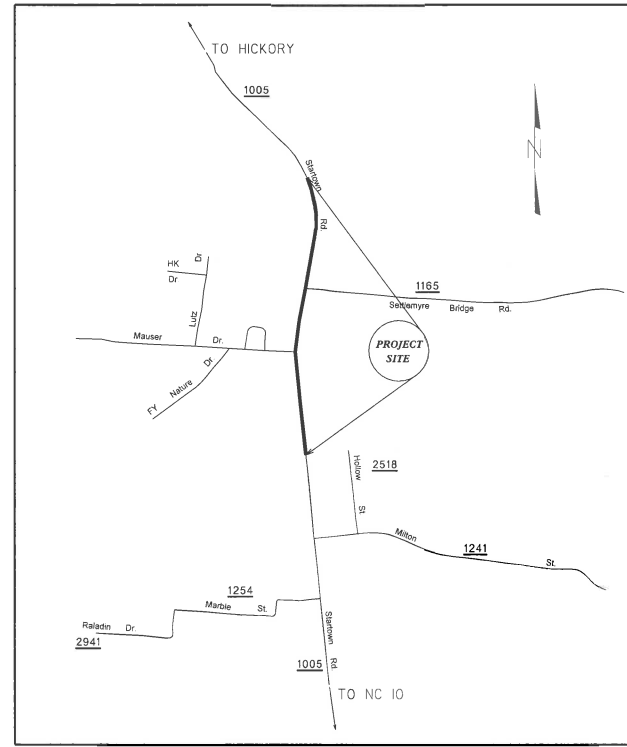 TO HICKORY
1005
N
Startown
Rd.
HK
Dr
Dr
Lutz
1165
Settlemyre Bridge Rd.
Mauser Dr.
PROJECT
SITE
FY Nature Dr
Hollow
St
2518
Milton
1241
St.
1254
Marble St.
Raladin Dr.
2941
Startown
Rd.
1005
TO NC 10